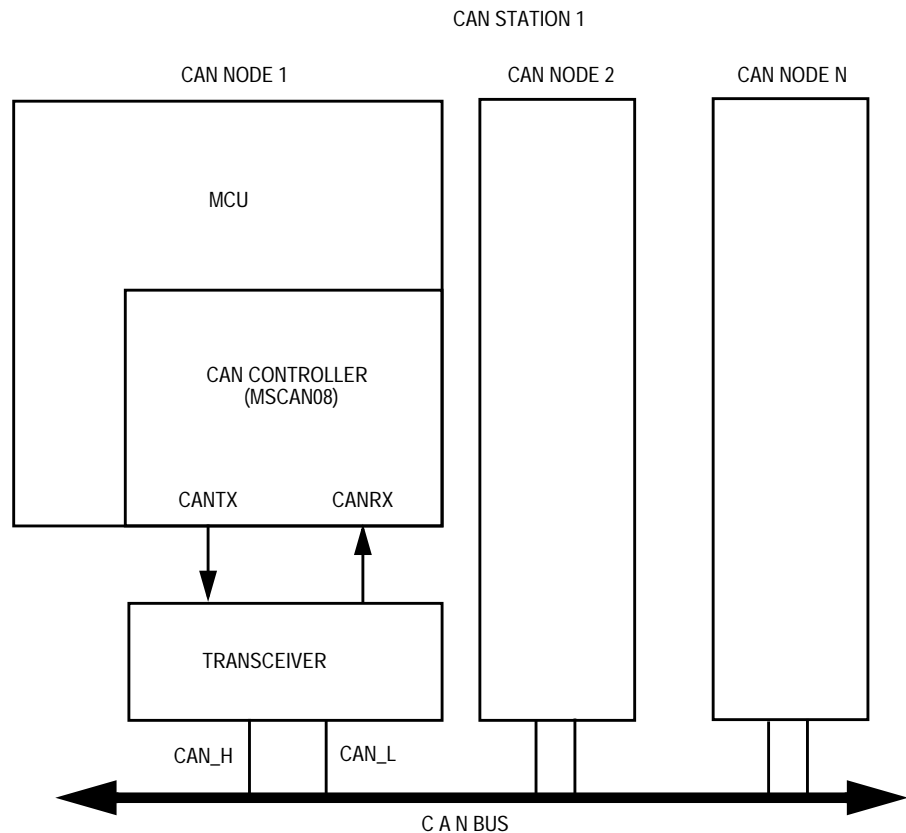 CAN STATION 1
CAN NODE 1
CAN NODE 2
CAN NODE N
MCU
CAN CONTROLLER
(MSCAN08)
CANTX
CANRX
TRANSCEIVER
CAN_H
CAN_L
C A N BUS